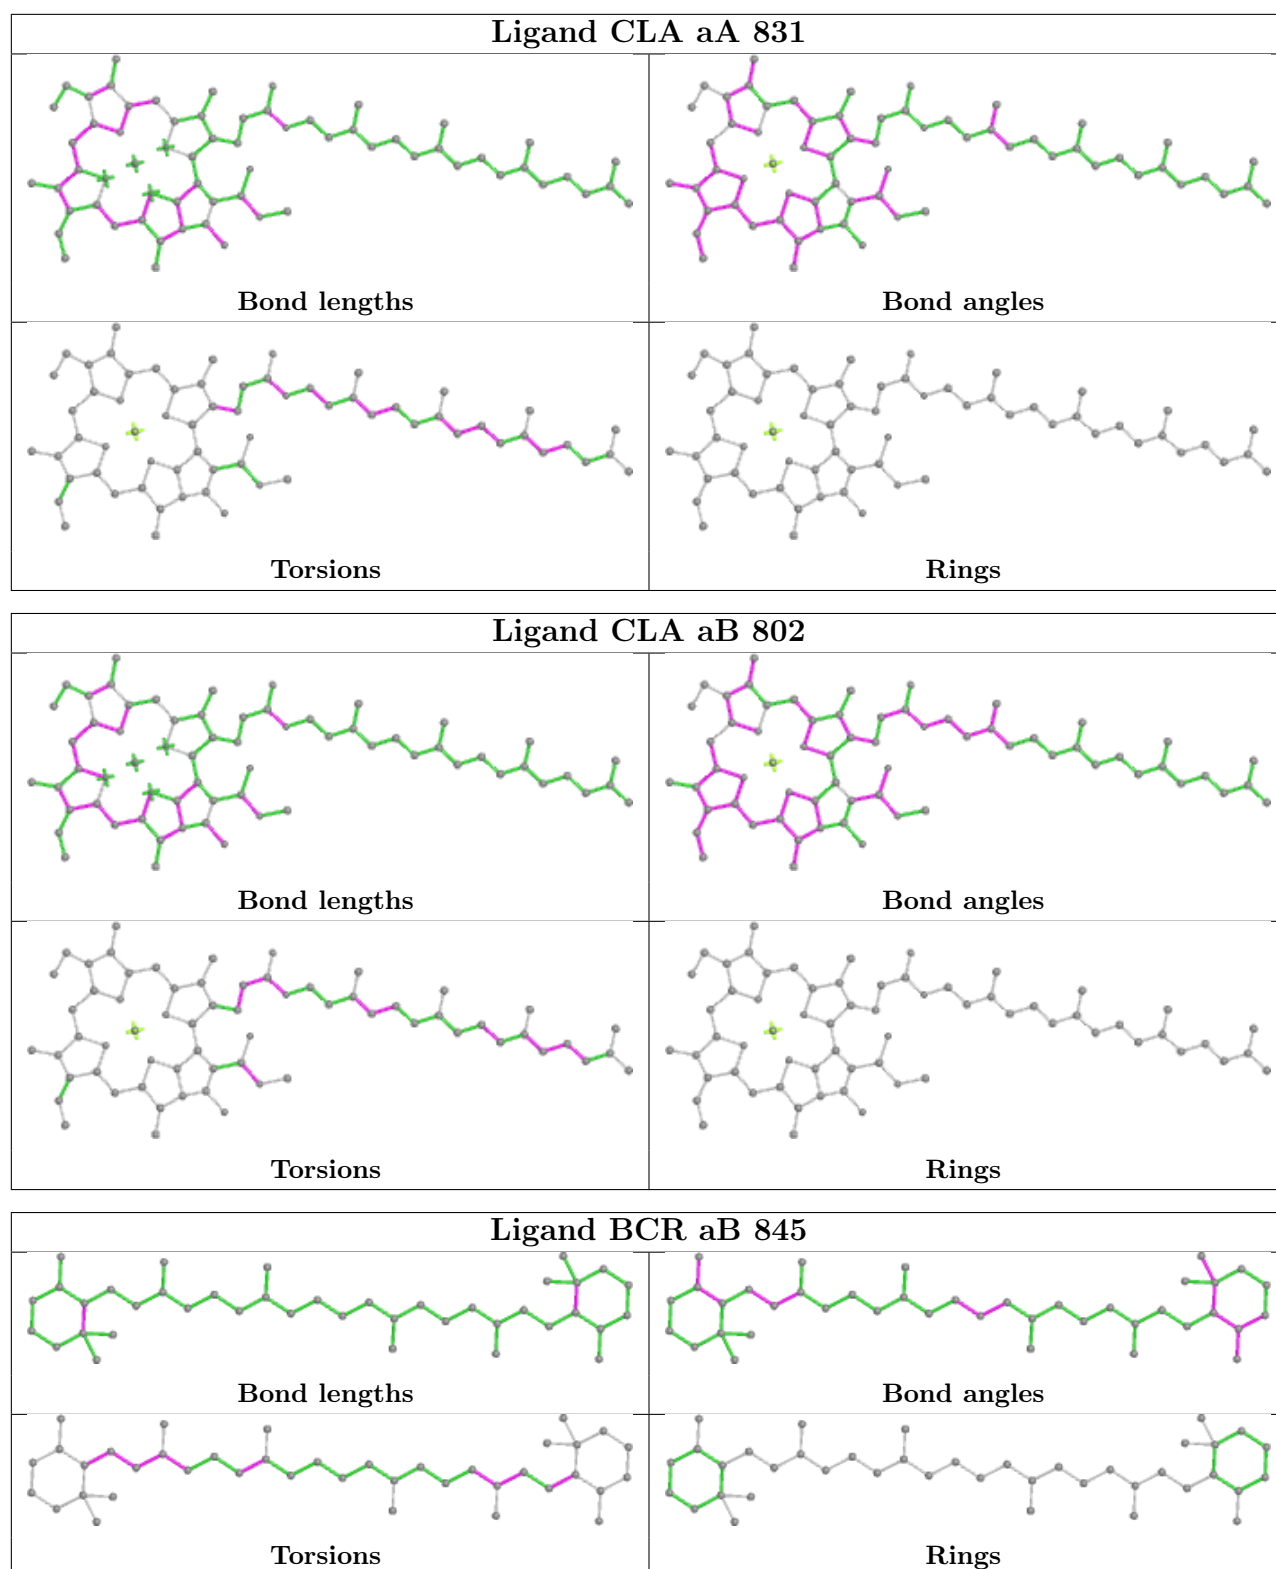 Ligand CLA aA 831
Bond lengths
Bond angles
Torsions
Rings
Ligand CLA aB 802
Bond lengths
Bond angles
Torsions
Rings
Ligand BCR aB 845
Bond lengths
Bond angles
Torsions
Rings